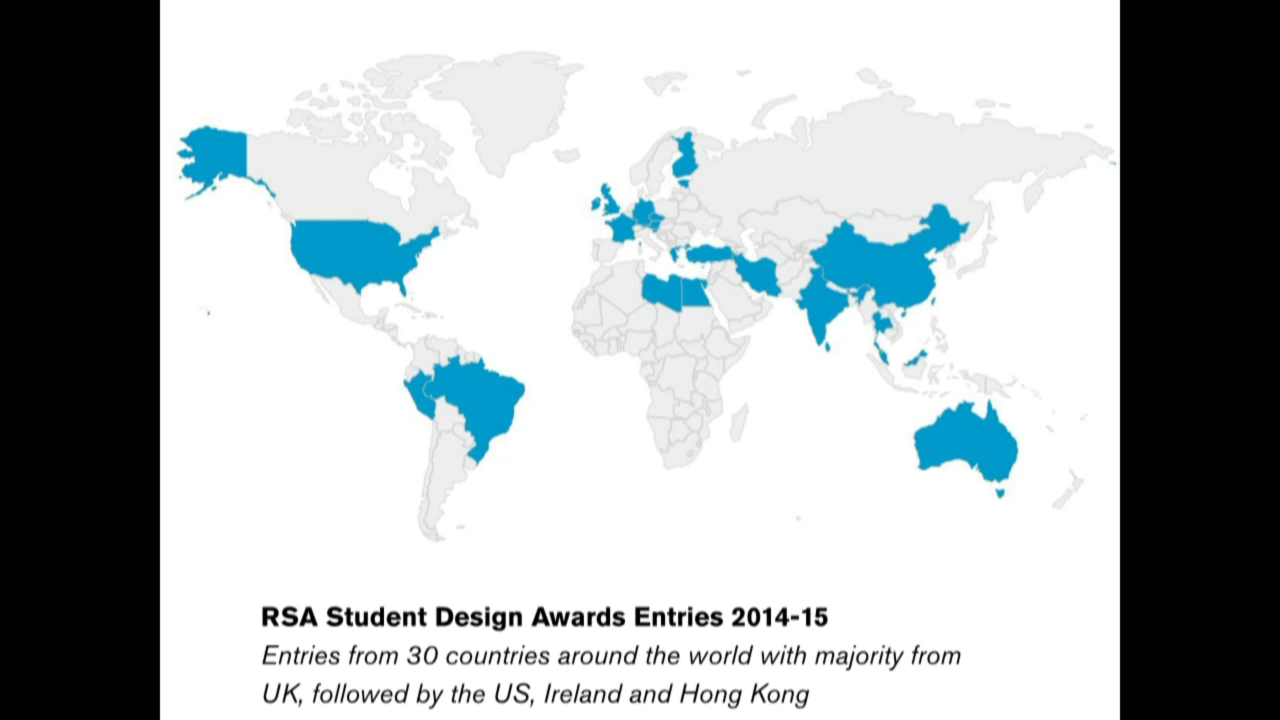 RSA Student Design Awards Entries 2014-15
Entries from 30 countries around the world with majority from
UK, followed by the US, Ireland and Hong Kong